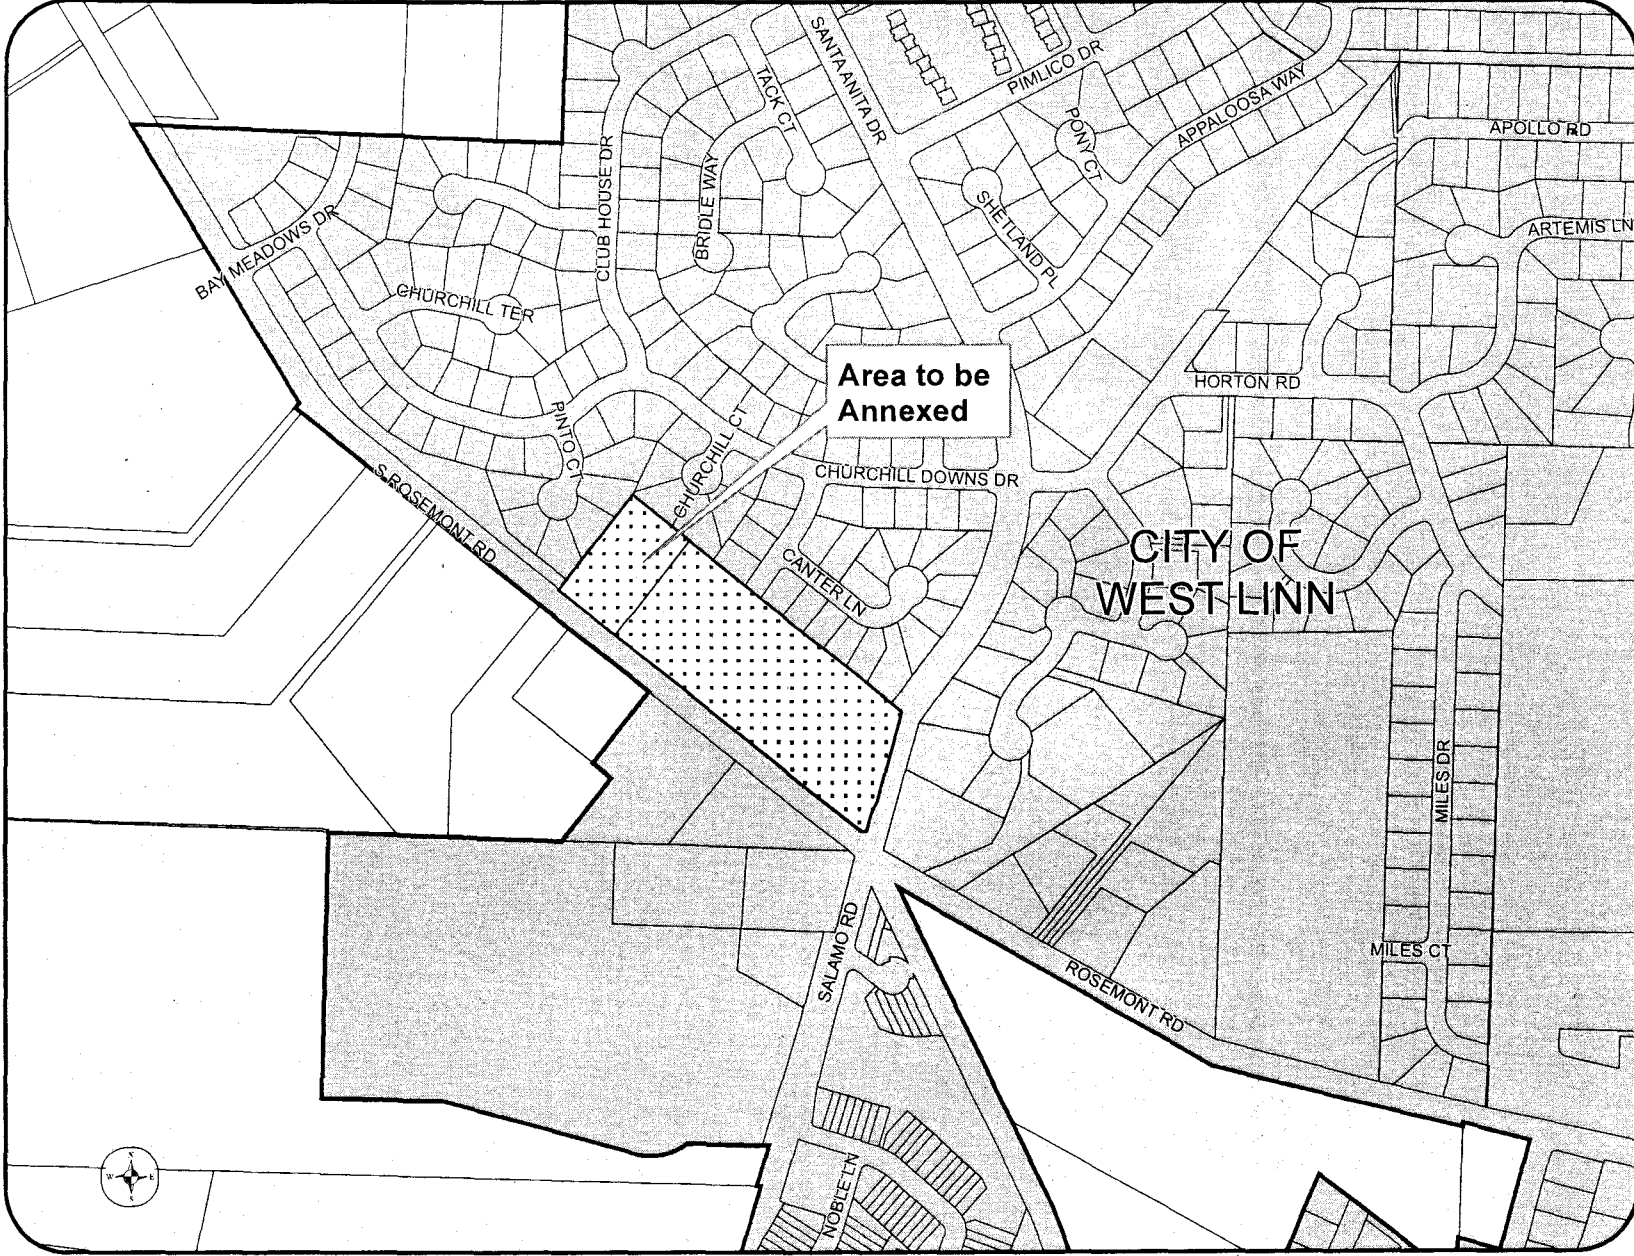 SANTA ANITA DR
PIMLICO DR
TACK CT
APPALOOSA WAY
PONY CT
APOLLO RD
CLUB HOUSE DR
BRIDLE WAY
SHETLAND PL
ARTEMIS LN
BAY MEADOWS DR
CHURCHILL TER
Area to be
Annexed
HORTON RD
PINTO CT
CHURCHILL CT
CHURCHILL DOWNS DR
S ROSEMONT RD
CANTER LN
CITY OF
WEST LINN
MILES DR
SALAMO RD
MILES CT
ROSEMONT RD
NOBLE LN
N
W
E
S